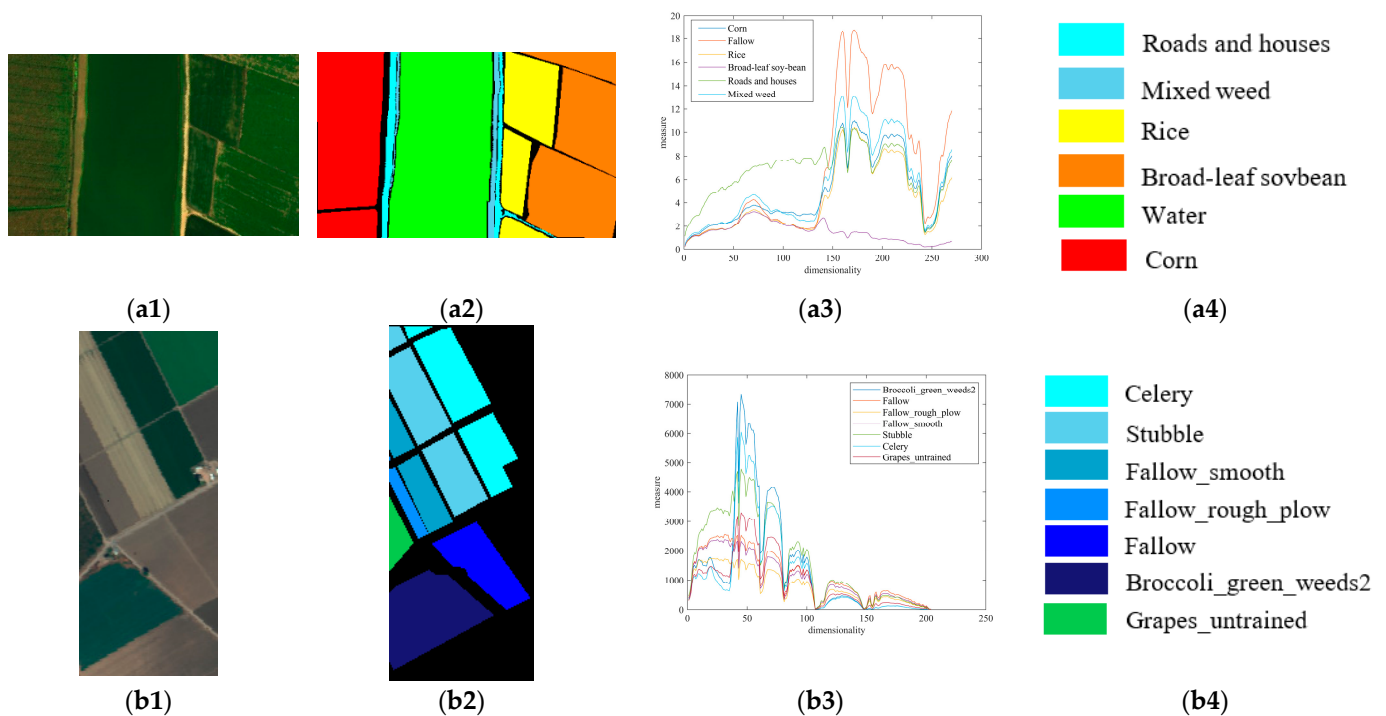 20
18
16
14
12
10
8
6
4
2
0
measure
Corn
Fallow
Rice
Broad-leaf soy-bean
Roads and houses
Mixed weed
0 50 100 150 200 250 300
dimensionality
Roads and houses
Mixed weed
Rice
Broad-leaf sovbean
Water
Corn
(a1) (a2) (a3) (a4)
8000
7000
6000
5000
4000
3000
2000
1000
0
measure
Broccoli_green_weeds2
Fallow
Fallow_rough_plow
Fallow_smooth
Stubble
Celery
Grapes_untrained
0 50 100 150 200 250
dimensionality
Celery
Stubble
Fallow_smooth
Fallow_rough_plow
Fallow
Broccoli_green_weeds2
Grapes_untrained
(b1) (b2) (b3) (b4)